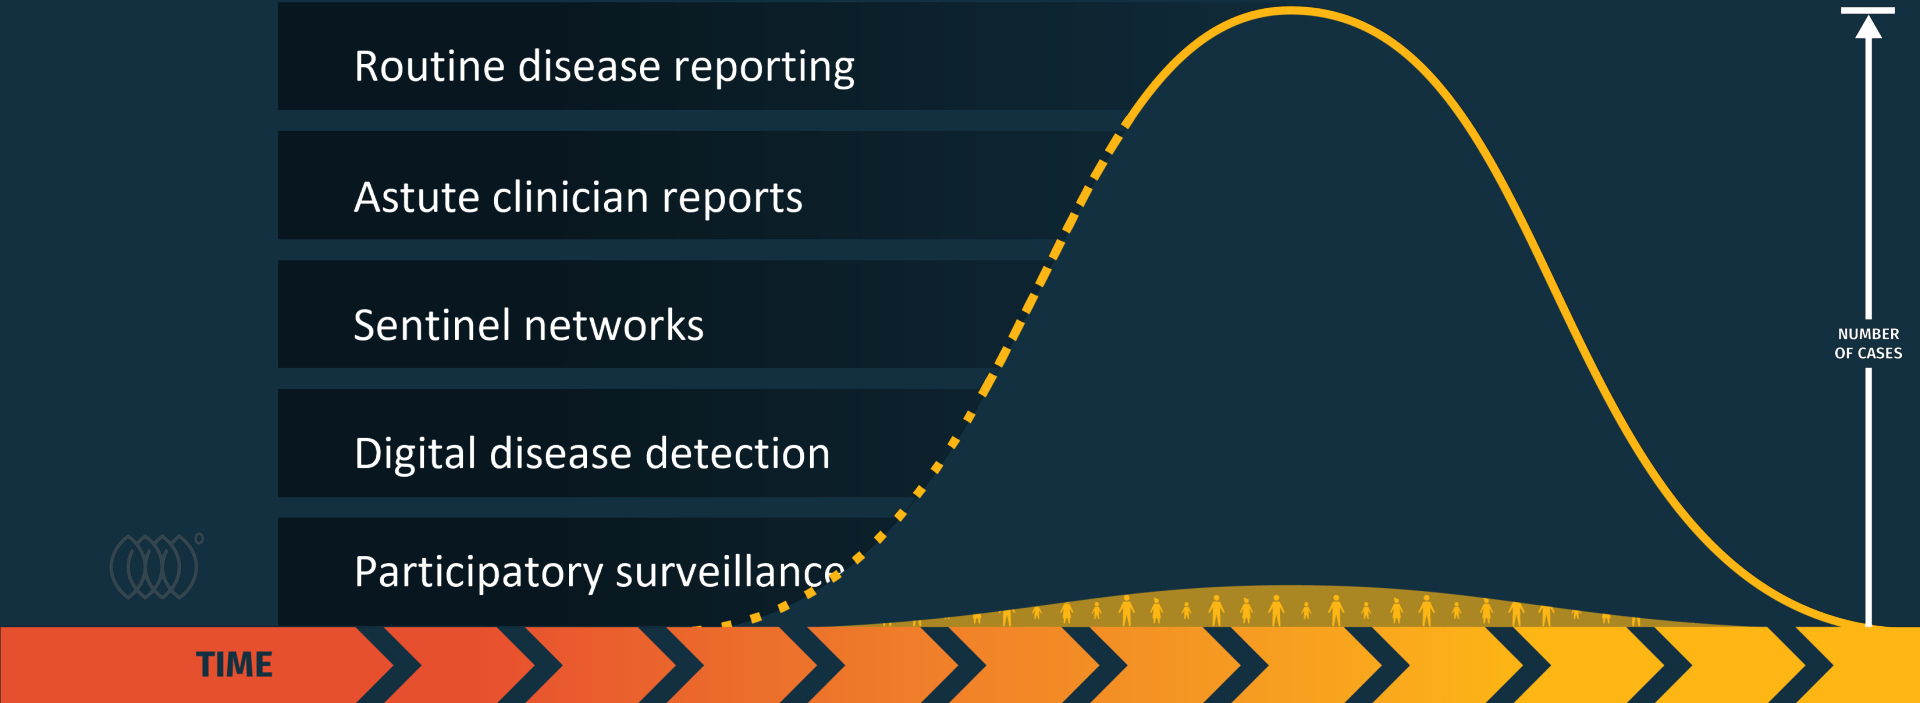 Routine disease reporting
Astute clinician reports
Sentinel networks
Digital disease detection
Participatory surveillance
NUMBER
OF CASES
TIME